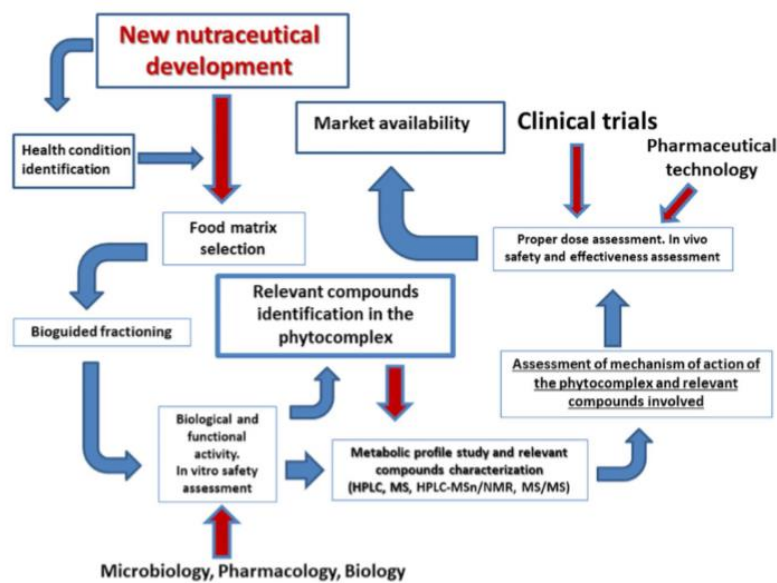 New nutraceutical
development
Health condition
identification
Market availability
Clinical trials
Pharmaceutical
technology
Food matrix
selection
Proper dose assessment. In vivo
safety and effectiveness assessment
Relevant compounds
identification in the
phytocomplex
Bioguided fractioning
Assessment of mechanism of action of
the phytocomplex and relevant
compounds involved
Biological and
functional
activity.
In vitro safety
assessment
Metabolic profile study and relevant
compounds characterization
(HPLC, MS, HPLC-MSn/NMR, MS/MS)
Microbiology, Pharmacology, Biology